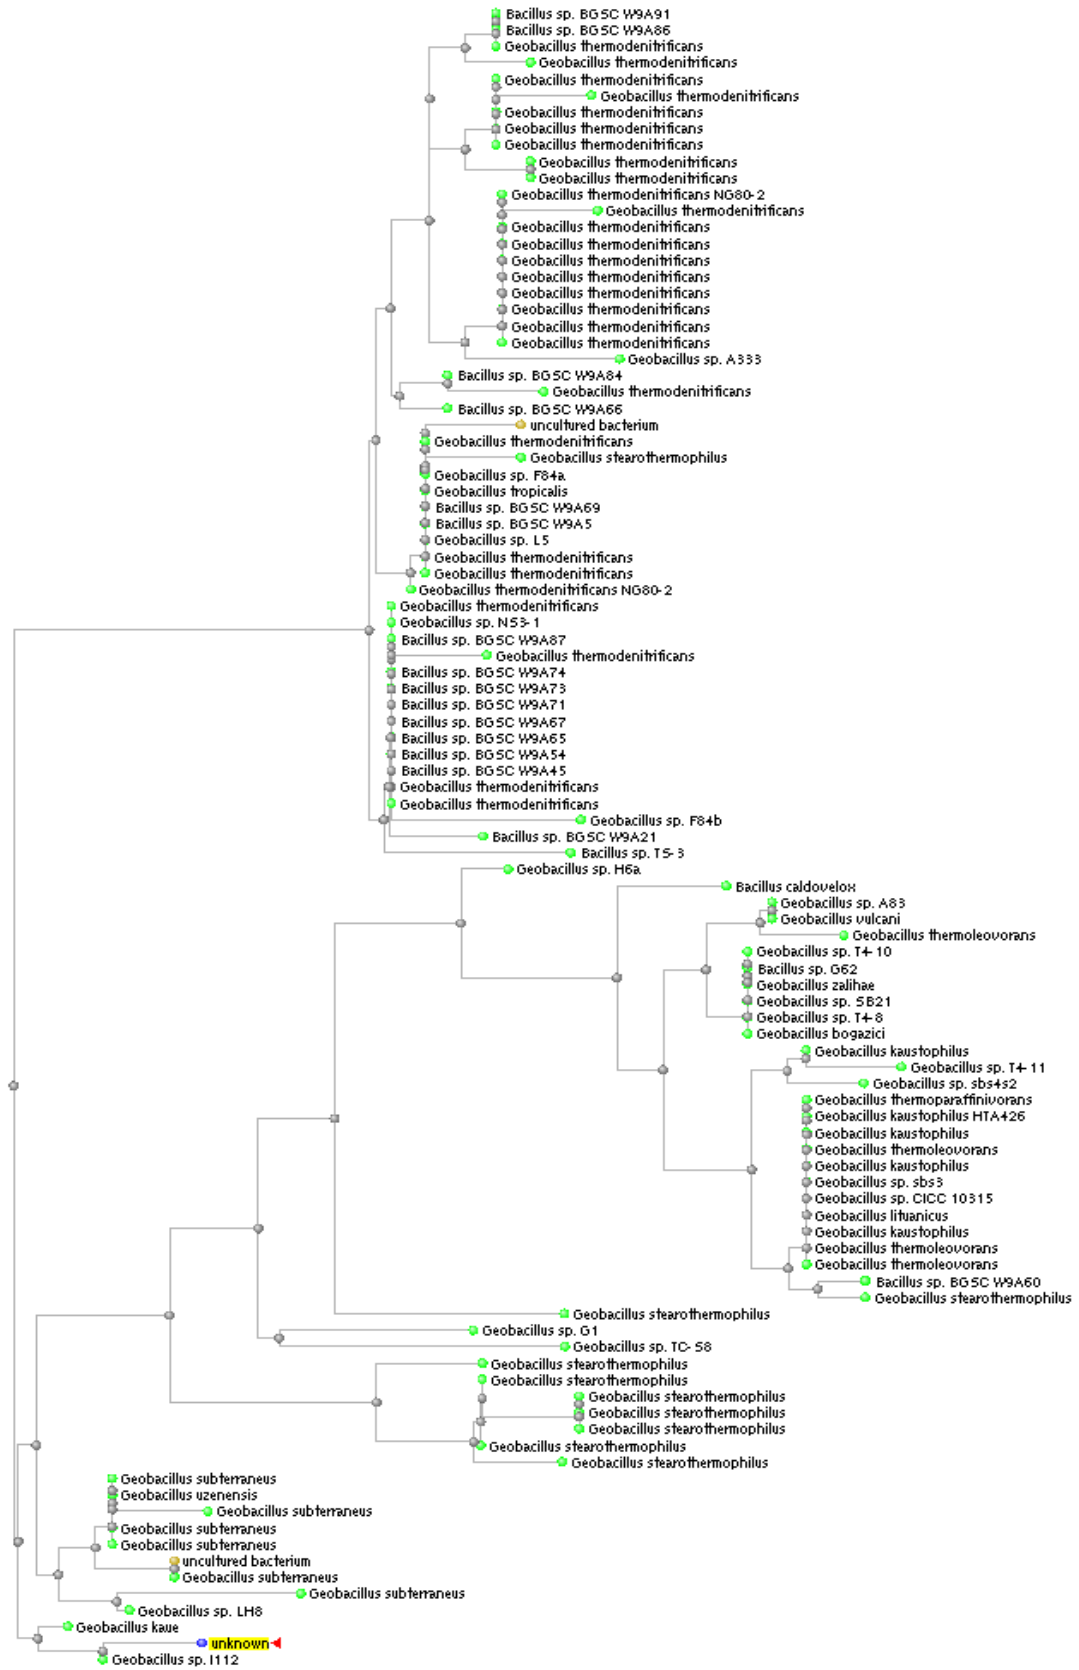 Bacillus sp. BGSC W9A91
Bacillus sp. BGSC W9A86
Geobacillus thermodenitrificans
Geobacillus thermodenitrificans
Geobacillus thermodenitrificans
Geobacillus thermodenitrificans
Geobacillus thermodenitrificans
Geobacillus thermodenitrificans
Geobacillus thermodenitrificans
Geobacillus thermodenitrificans
Geobacillus thermodenitrificans
Geobacillus thermodenitrificans NG80-2
Geobacillus thermodenitrificans
Geobacillus thermodenitrificans
Geobacillus thermodenitrificans
Geobacillus thermodenitrificans
Geobacillus thermodenitrificans
Geobacillus thermodenitrificans
Geobacillus thermodenitrificans
Geobacillus thermodenitrificans
Geobacillus thermodenitrificans
Geobacillus sp. A333
Bacillus sp. BGSC W9A84
Geobacillus thermodenitrificans
Bacillus sp. BGSC W9A66
uncultured bacterium
Geobacillus thermodenitrificans
Geobacillus stearothermophilus
Geobacillus sp. F84a
Geobacillus tropicalis
Bacillus sp. BGSC W9A69
Bacillus sp. BGSC W9A5
Geobacillus sp. L5
Geobacillus thermodenitrificans
Geobacillus thermodenitrificans
Geobacillus thermodenitrificans NG80-2
Geobacillus thermodenitrificans
Geobacillus sp. NS3-1
Bacillus sp. BGSC W9A87
Geobacillus thermodenitrificans
Bacillus sp. BGSC W9A74
Bacillus sp. BGSC W9A73
Bacillus sp. BGSC W9A71
Bacillus sp. BGSC W9A67
Bacillus sp. BGSC W9A65
Bacillus sp. BGSC W9A54
Bacillus sp. BGSC W9A45
Geobacillus thermodenitrificans
Geobacillus thermodenitrificans
Geobacillus sp. F84b
Bacillus sp. BGSC W9A21
Bacillus sp. TS-3
Geobacillus sp. H6a
Bacillus caldovelox
Geobacillus sp. A83
Geobacillus vulcani
Geobacillus thermoleovorans
Geobacillus sp. T4-10
Bacillus sp. G62
Geobacillus zalihae
Geobacillus sp. SB21
Geobacillus sp. T4-8
Geobacillus bogazici
Geobacillus kaustophilus
Geobacillus sp. T4-11
Geobacillus sp. sbs4s2
Geobacillus thermoparaffinivorans
Geobacillus kaustophilus HTA426
Geobacillus kaustophilus
Geobacillus thermoleovorans
Geobacillus kaustophilus
Geobacillus sp. sbs3
Geobacillus sp. CICC 10315
Geobacillus lituanicus
Geobacillus kaustophilus
Geobacillus thermoleovorans
Geobacillus thermoleovorans
Bacillus sp. BGSC W9A60
Geobacillus stearothermophilus
Geobacillus stearothermophilus
Geobacillus sp. G1
Geobacillus sp. TC-S8
Geobacillus stearothermophilus
Geobacillus stearothermophilus
Geobacillus stearothermophilus
Geobacillus stearothermophilus
Geobacillus stearothermophilus
Geobacillus stearothermophilus
Geobacillus stearothermophilus
Geobacillus subterraneus
Geobacillus uzenensis
Geobacillus subterraneus
Geobacillus subterraneus
Geobacillus subterraneus
uncultured bacterium
Geobacillus subterraneus
Geobacillus subterraneus
Geobacillus sp. LH8
Geobacillus kaue
unknown
Geobacillus sp. I112